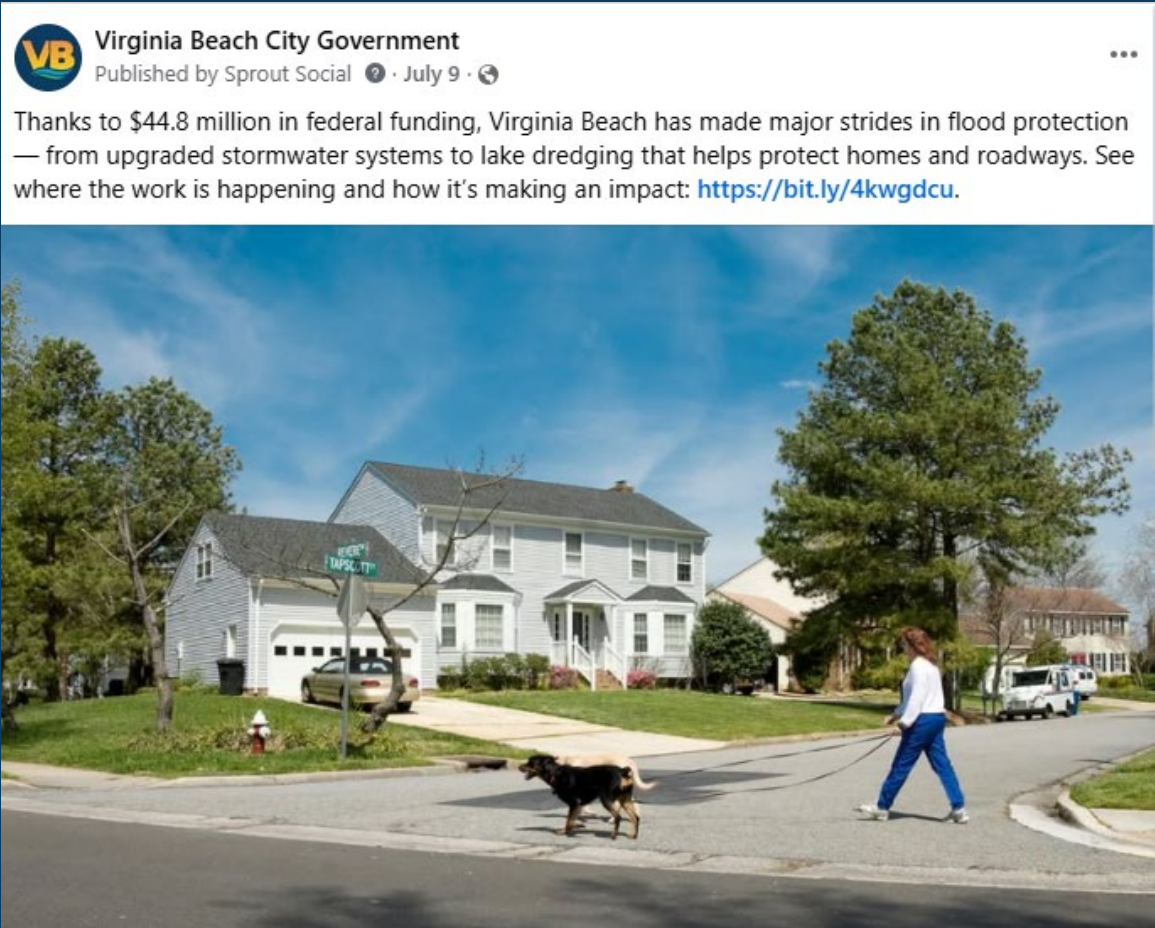 VB
Virginia Beach City Government
Published by Sprout Social · July 9 ·
Thanks to $44.8 million in federal funding, Virginia Beach has made major strides in flood protection
— from upgraded stormwater systems to lake dredging that helps protect homes and roadways. See
where the work is happening and how it's making an impact: https://bit.ly/4kwgdcu.
REVERE
TAPSCOTT